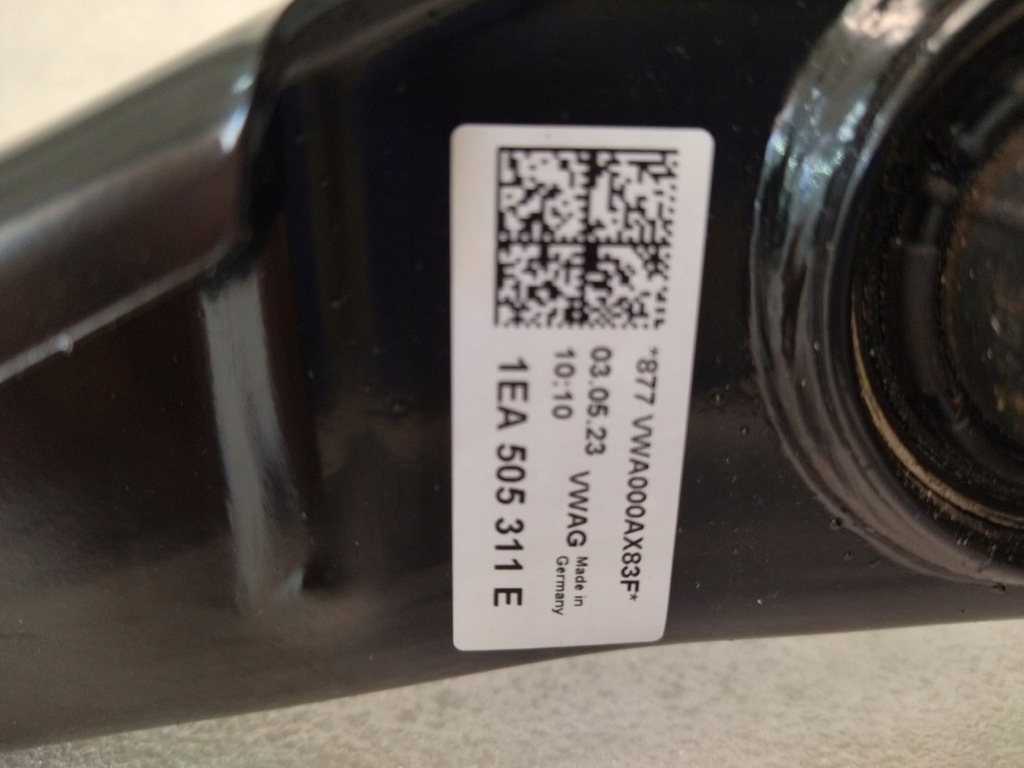 *877 VWA000AX83F*
03.05.23 VWAG Made in
10:10 Germany
1EA 505 311 E